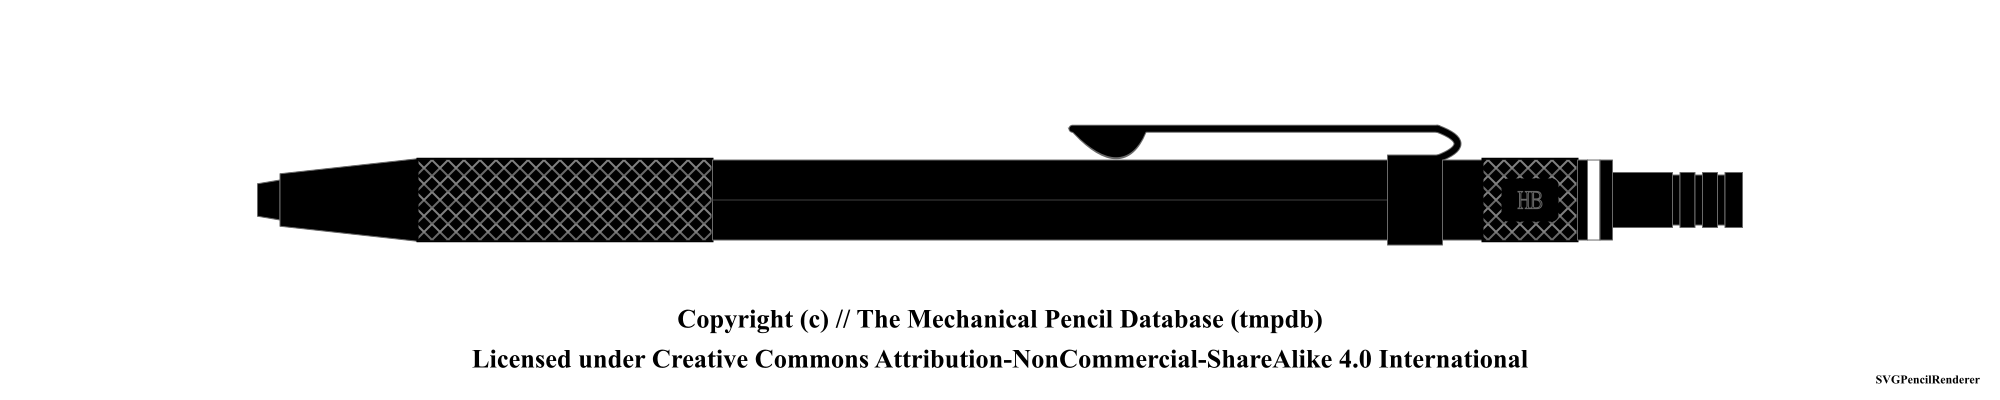 HB
Copyright (c) // The Mechanical Pencil Database (tmpdb)
Licensed under Creative Commons Attribution-NonCommercial-ShareAlike 4.0 International
SVGPencilRenderer